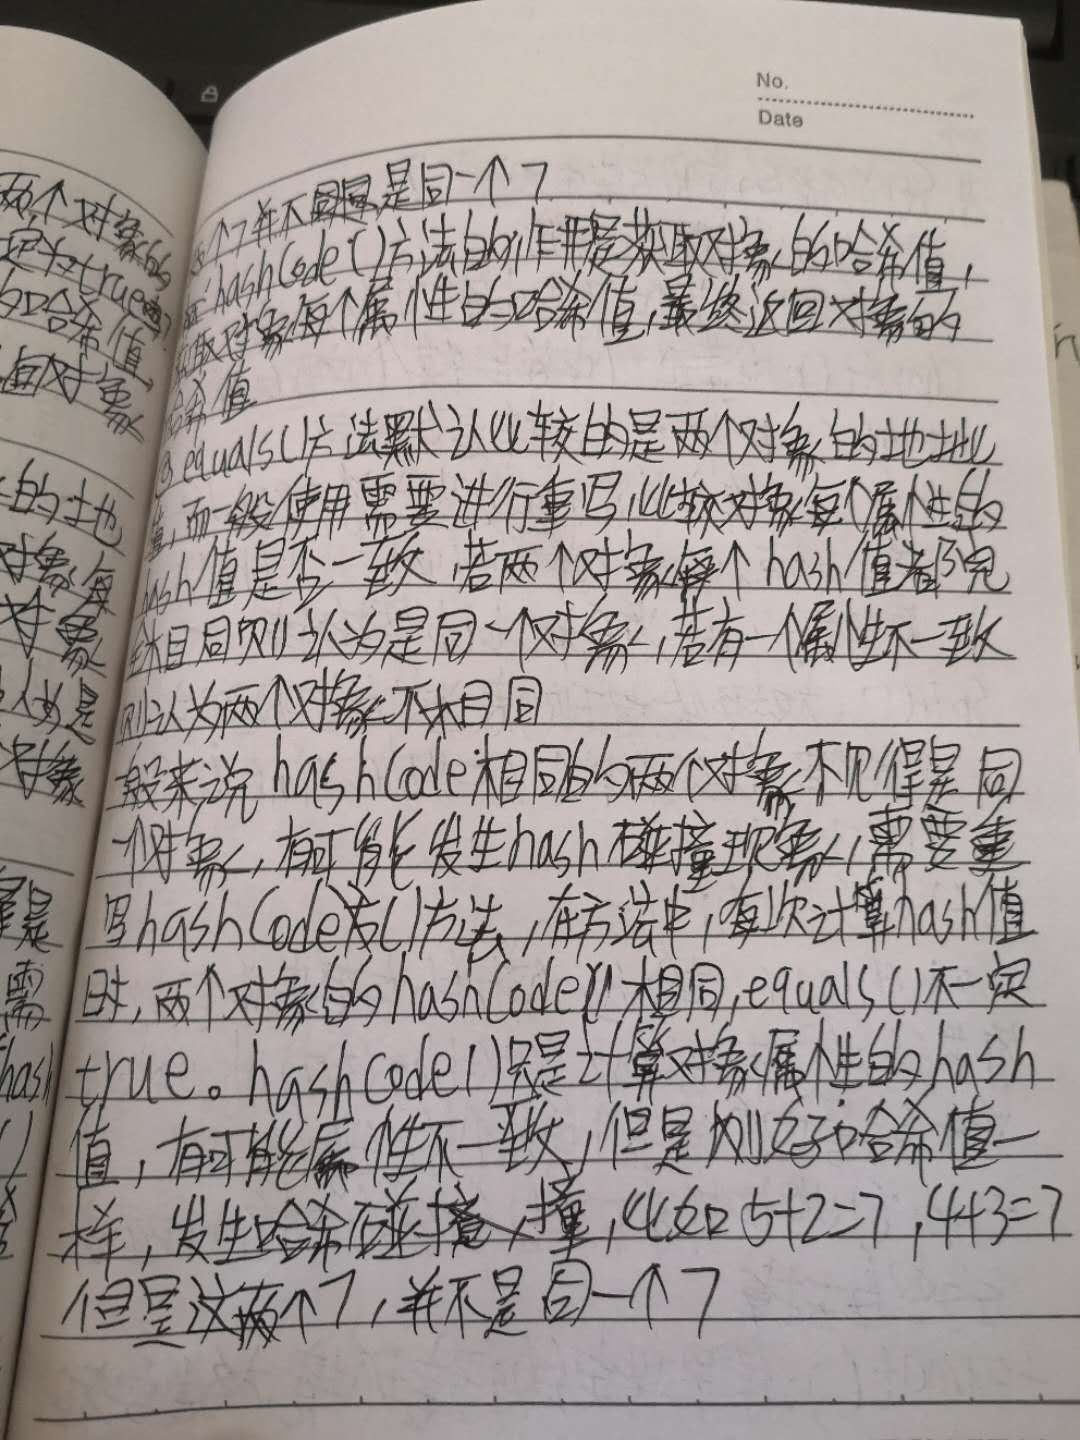 No.
Date
个7并不是同一个7
hashCode()方法的作用是获取对象的哈希值,
取对象每个属性的哈希值,最终返回对象的
哈希值
③equals()方法默认比较的是两个对象的地址
值,而一般使用需要进行重写,比较对象每个属性的
hash值是否一致,若两个对象每个hash值都完
全相同则认为是同一个对象,若有一个属性不一致
则认为两个对象不相同
一般来说hashCode相同的两个对象不见得是同
一个对象,有可能发生hash碰撞现象,需要重
写hashCode方()方法,在方法中,每次计算hash值
时,两个对象的hashCode()相同,equals()不一定
true。hashCode()只是计算对象属性的hash
值,有可能属性不一致,但是刚好哈希值一
样,发生哈希碰撞,比如5+2=7,4+3=7
但是这两个7,并不是同一个7
两个对象的
定为true
的哈希值,
回对象
的地
对象每
对象
认为是
对象
得是
需
hash